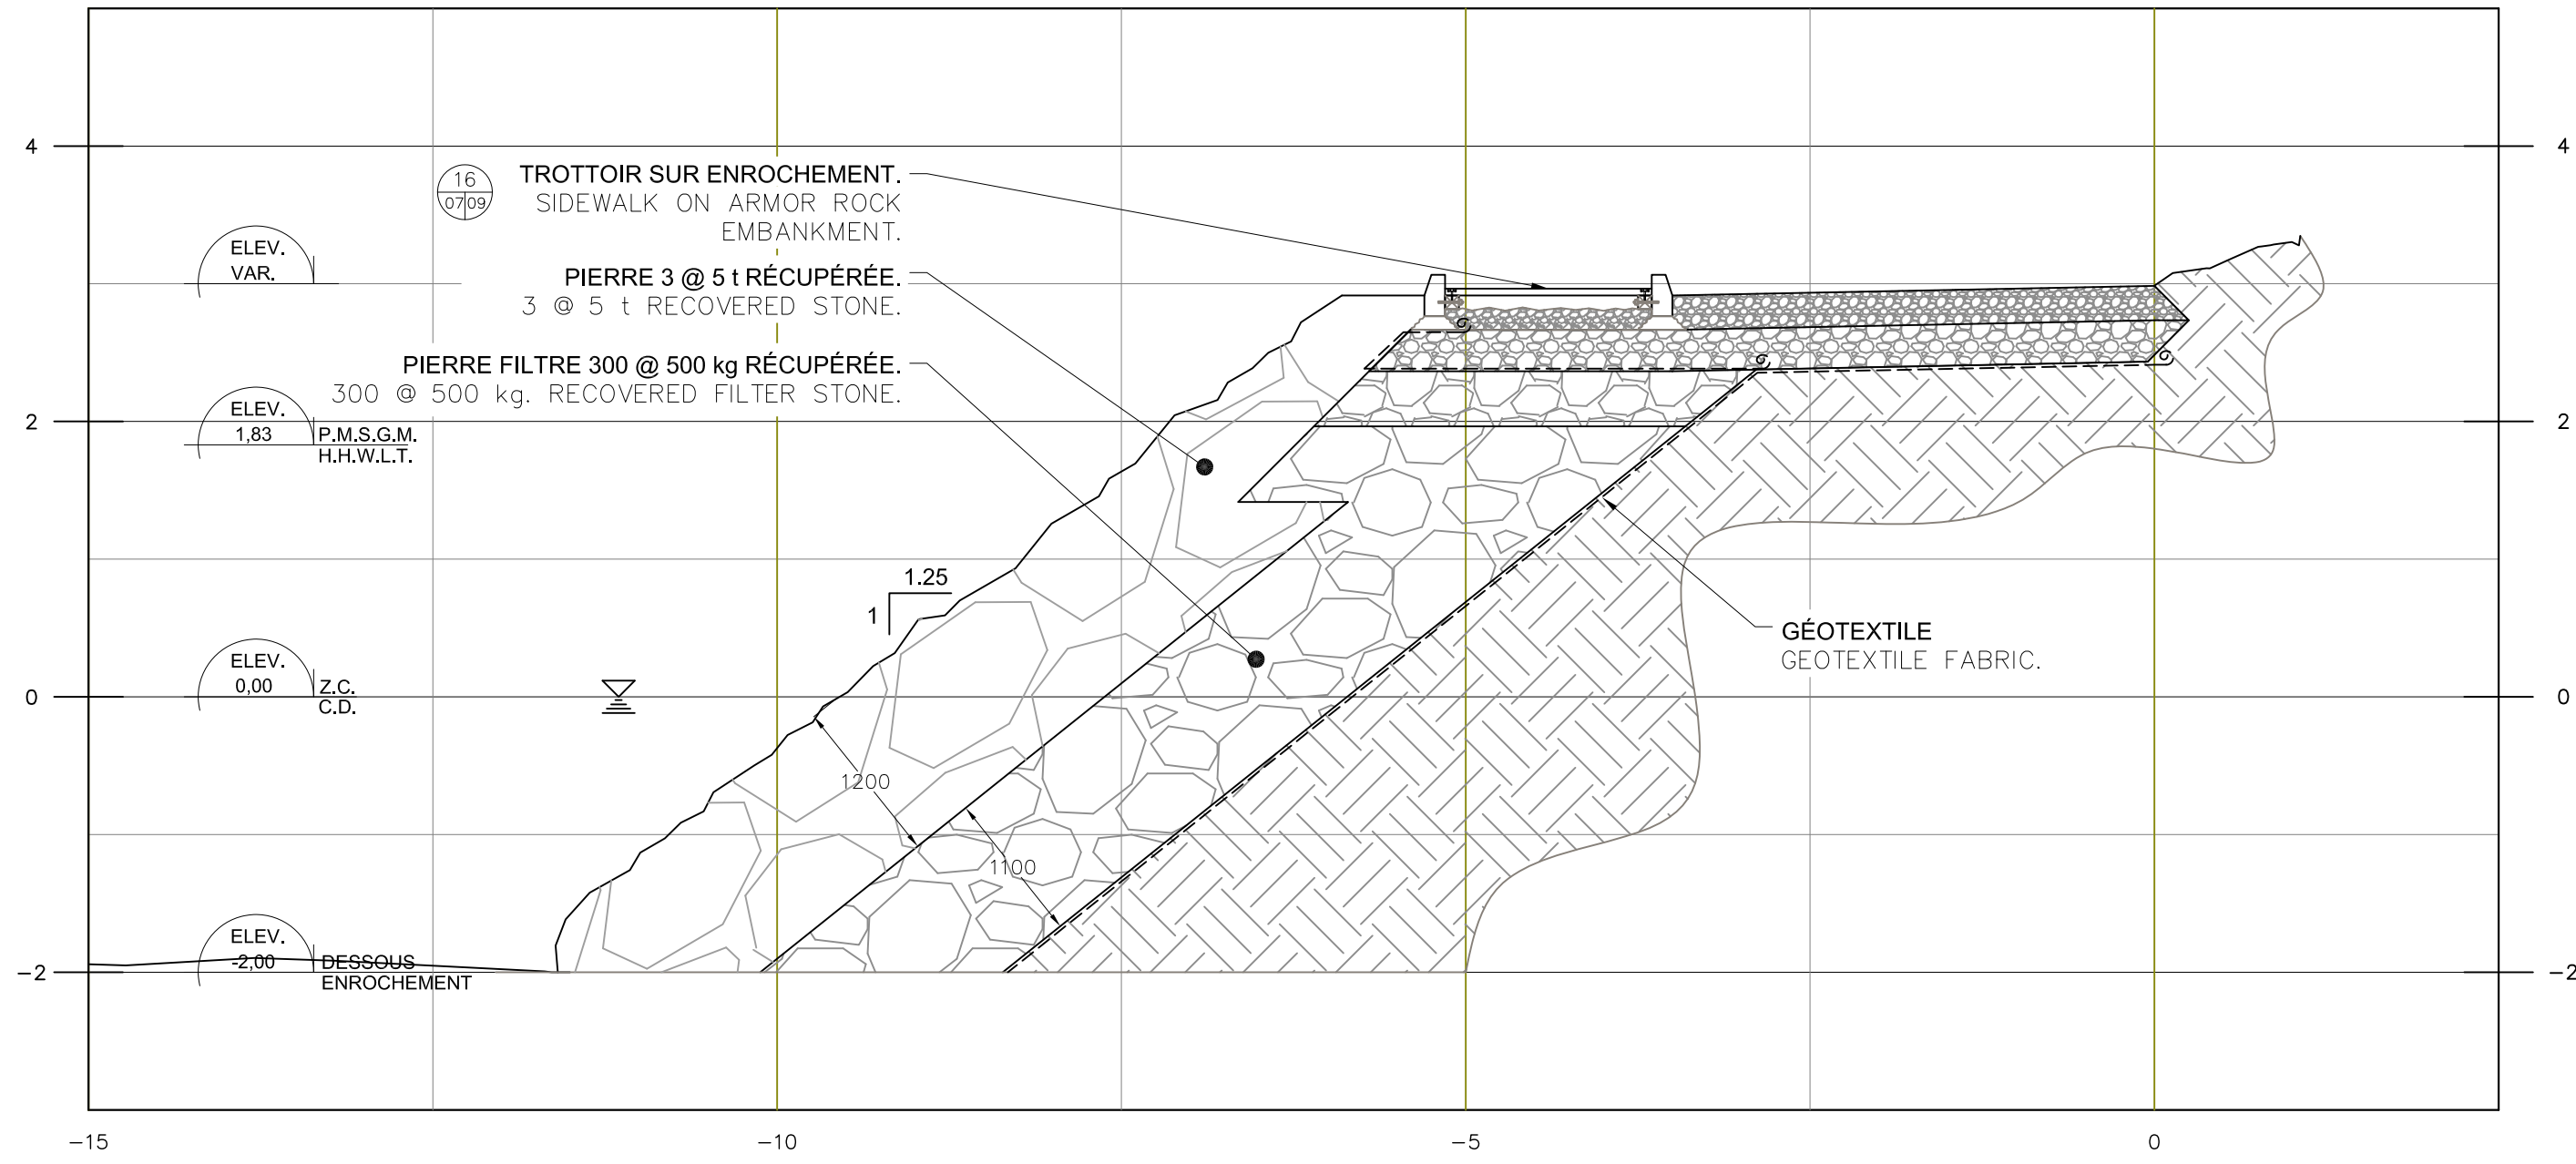 4
4
16
07 09
TROTTOIR SUR ENROCHEMENT.
SIDEWALK ON ARMOR ROCK
EMBANKMENT.
ELEV.
VAR.
PIERRE 3 @ 5 t RÉCUPÉRÉE.
3 @ 5 t RECOVERED STONE.
PIERRE FILTRE 300 @ 500 kg RÉCUPÉRÉE.
300 @ 500 kg. RECOVERED FILTER STONE.
2
2
ELEV.
1,83
P.M.S.G.M.
H.H.W.L.T.
1.25
1
GÉOTEXTILE
GEOTEXTILE FABRIC.
0
0
ELEV.
0,00
Z.C.
C.D.
1200
1100
-2
-2
ELEV.
-2,00
DESSOUS
ENROCHEMENT
-15
-10
-5
0